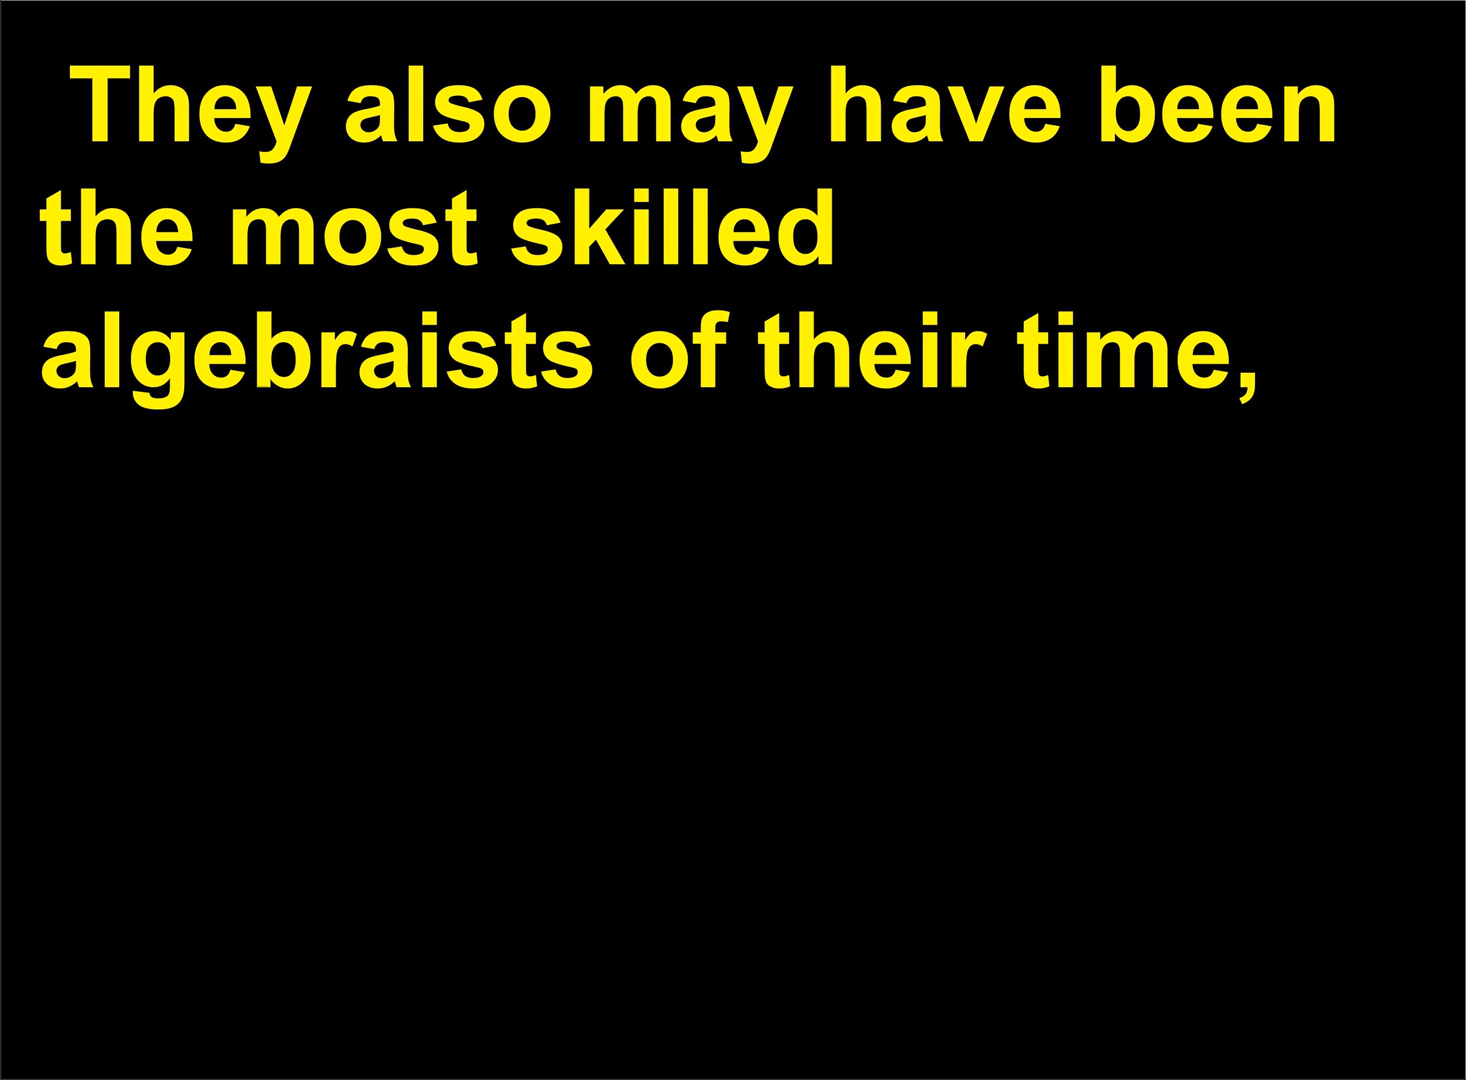 They also may have been
the most skilled
algebraists of their time,